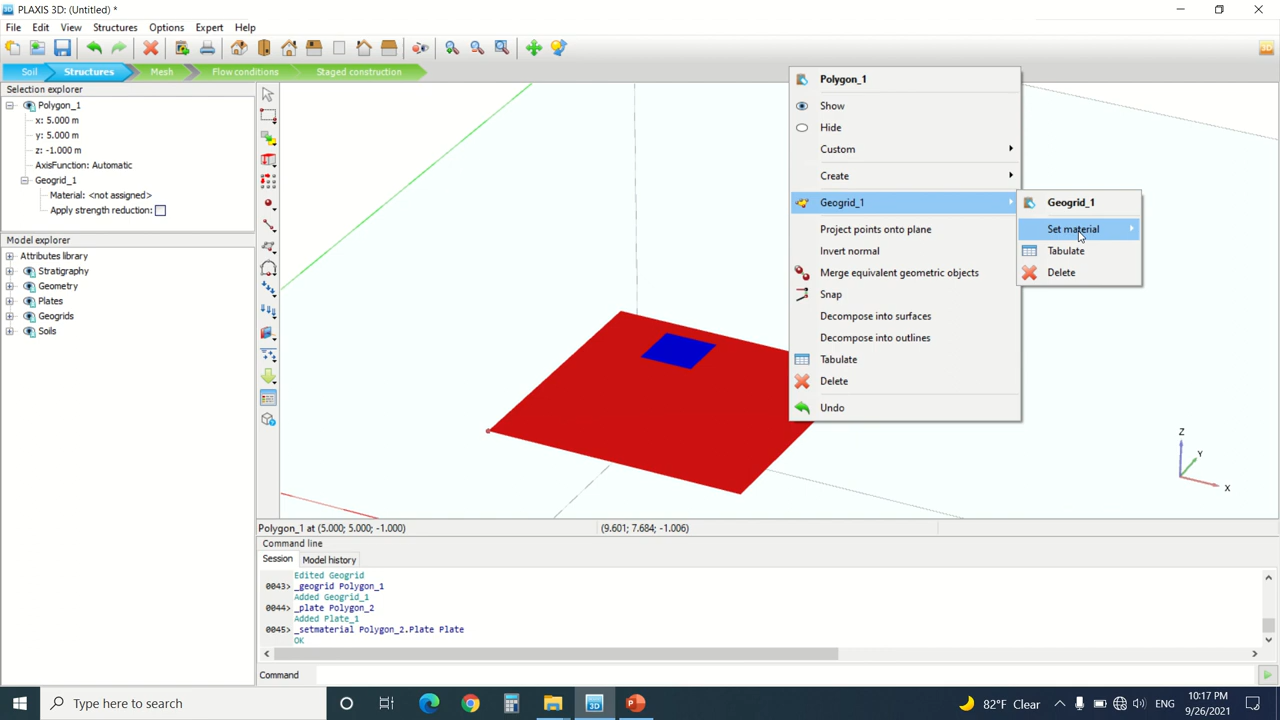 PLAXIS 3D: (Untitled) *
File Edit View Structures Options Expert Help
3D
Soil Structures Mesh Flow conditions Staged construction
Selection explorer
Polygon_1
x: 5.000 m
y: 5.000 m
z: -1.000 m
AxisFunction: Automatic
Geogrid_1
Material: <not assigned>
Apply strength reduction:
Model explorer
Attributes library
Stratigraphy
Geometry
Plates
Geogrids
Soils
Polygon_1
Show
Hide
Custom
Create
Geogrid_1
Project points onto plane
Invert normal
Merge equivalent geometric objects
Snap
Decompose into surfaces
Decompose into outlines
Tabulate
Delete
Undo
Geogrid_1
Set material
Tabulate
Delete
Z
Y
X
Polygon_1 at (5.000; 5.000; -1.000) (9.601; 7.684; -1.006)
Command line
Session Model history
Edited Geogrid
0043> _geogrid Polygon_1
Added Geogrid_1
0044> _plate Polygon_2
Added Plate_1
0045> _setmaterial Polygon_2.Plate Plate
OK
Command
Type here to search
3D
82°F Clear
ENG
10:17 PM
9/26/2021